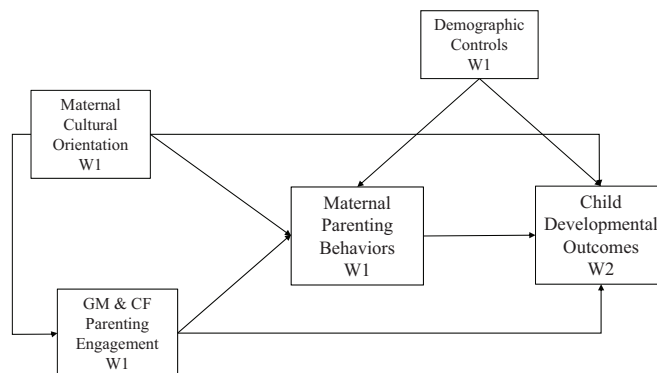 Demographic
Controls
W1
Maternal
Cultural
Orientation
W1
Maternal
Parenting
Behaviors
W1
Child
Developmental
Outcomes
W2
GM & CF
Parenting
Engagement
W1